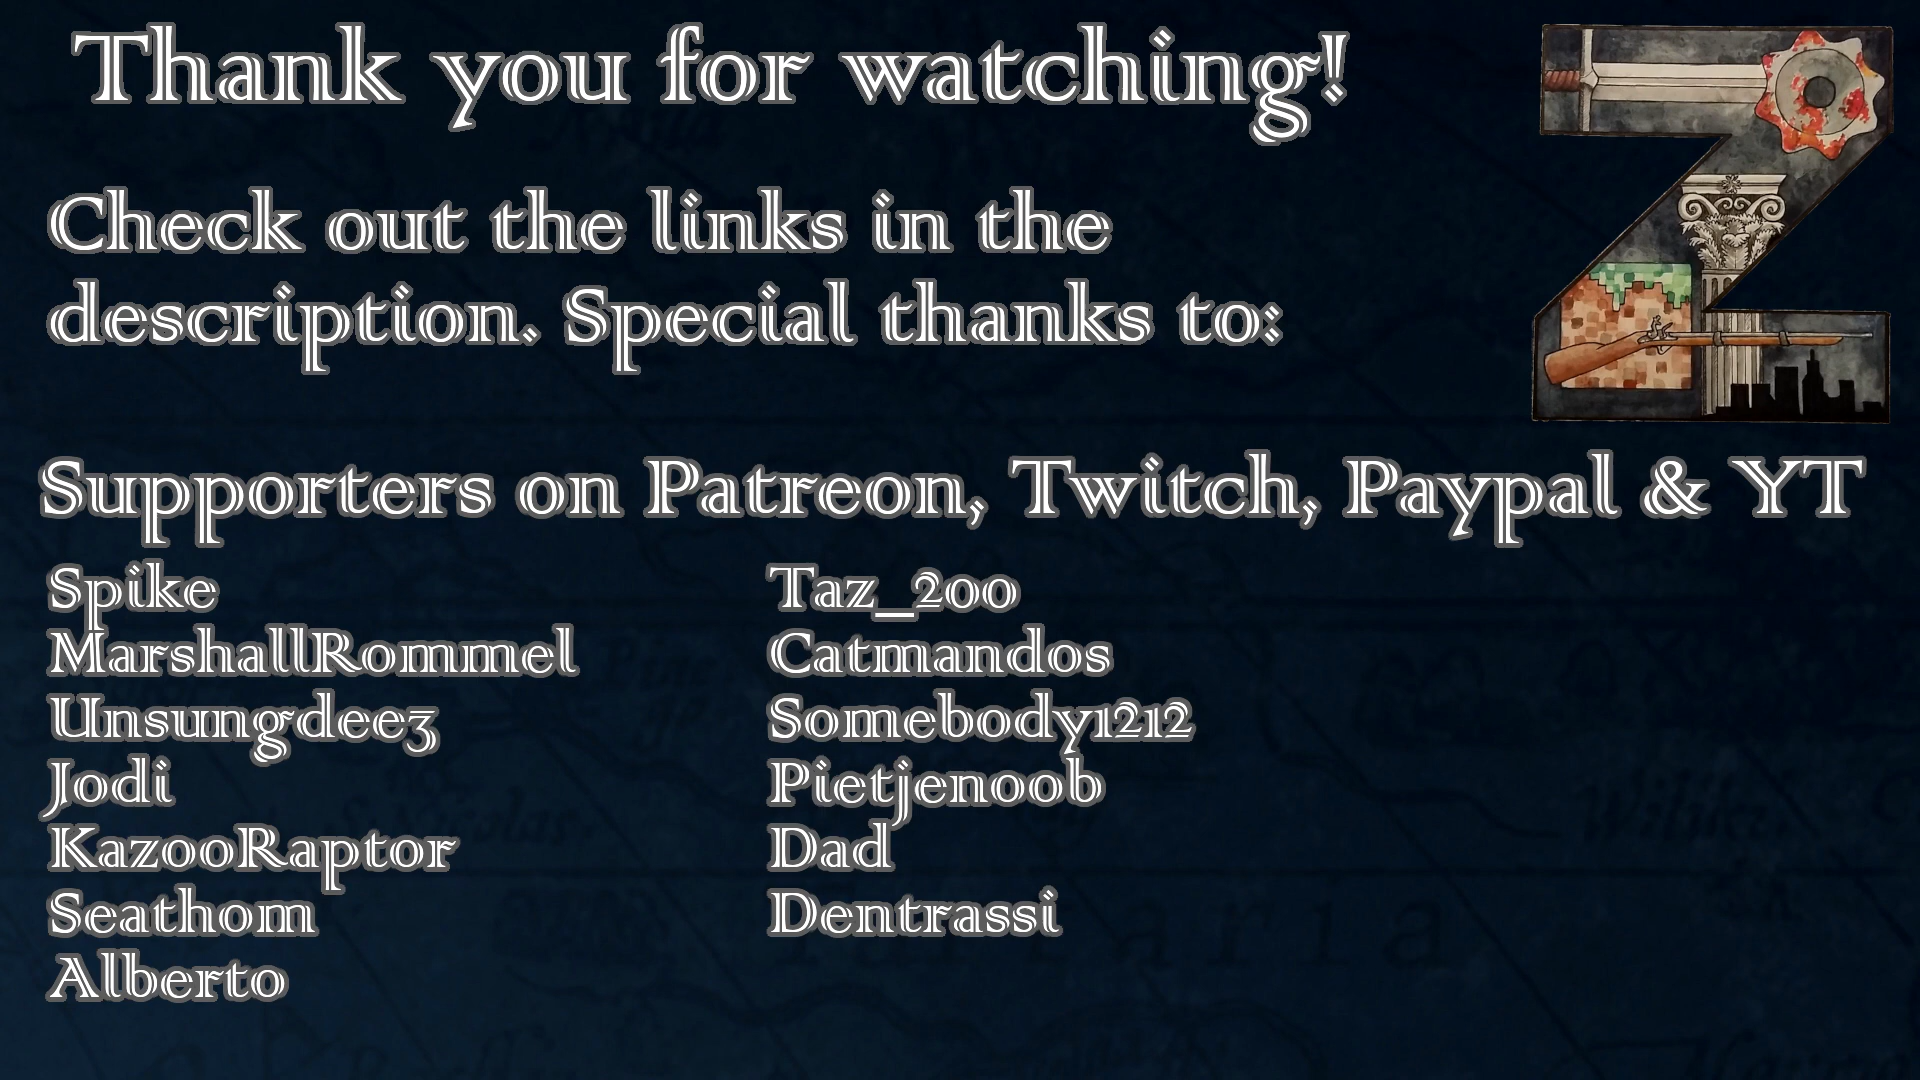 Thank you for watching!
Check out the links in the
description. Special thanks to:
Supporters on Patreon, Twitch, Paypal & YT
Spike
MarshallRommel
Unsungdee3
Jodi
KazooRaptor
Seathom
Alberto
Taz_200
Catmandos
Somebody1212
Pietjenoob
Dad
Dentrassi